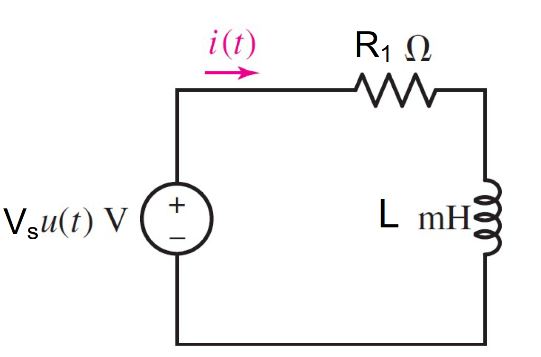 i(t)
R₁ Ω
Vₛu(t) V
+
−
L mH